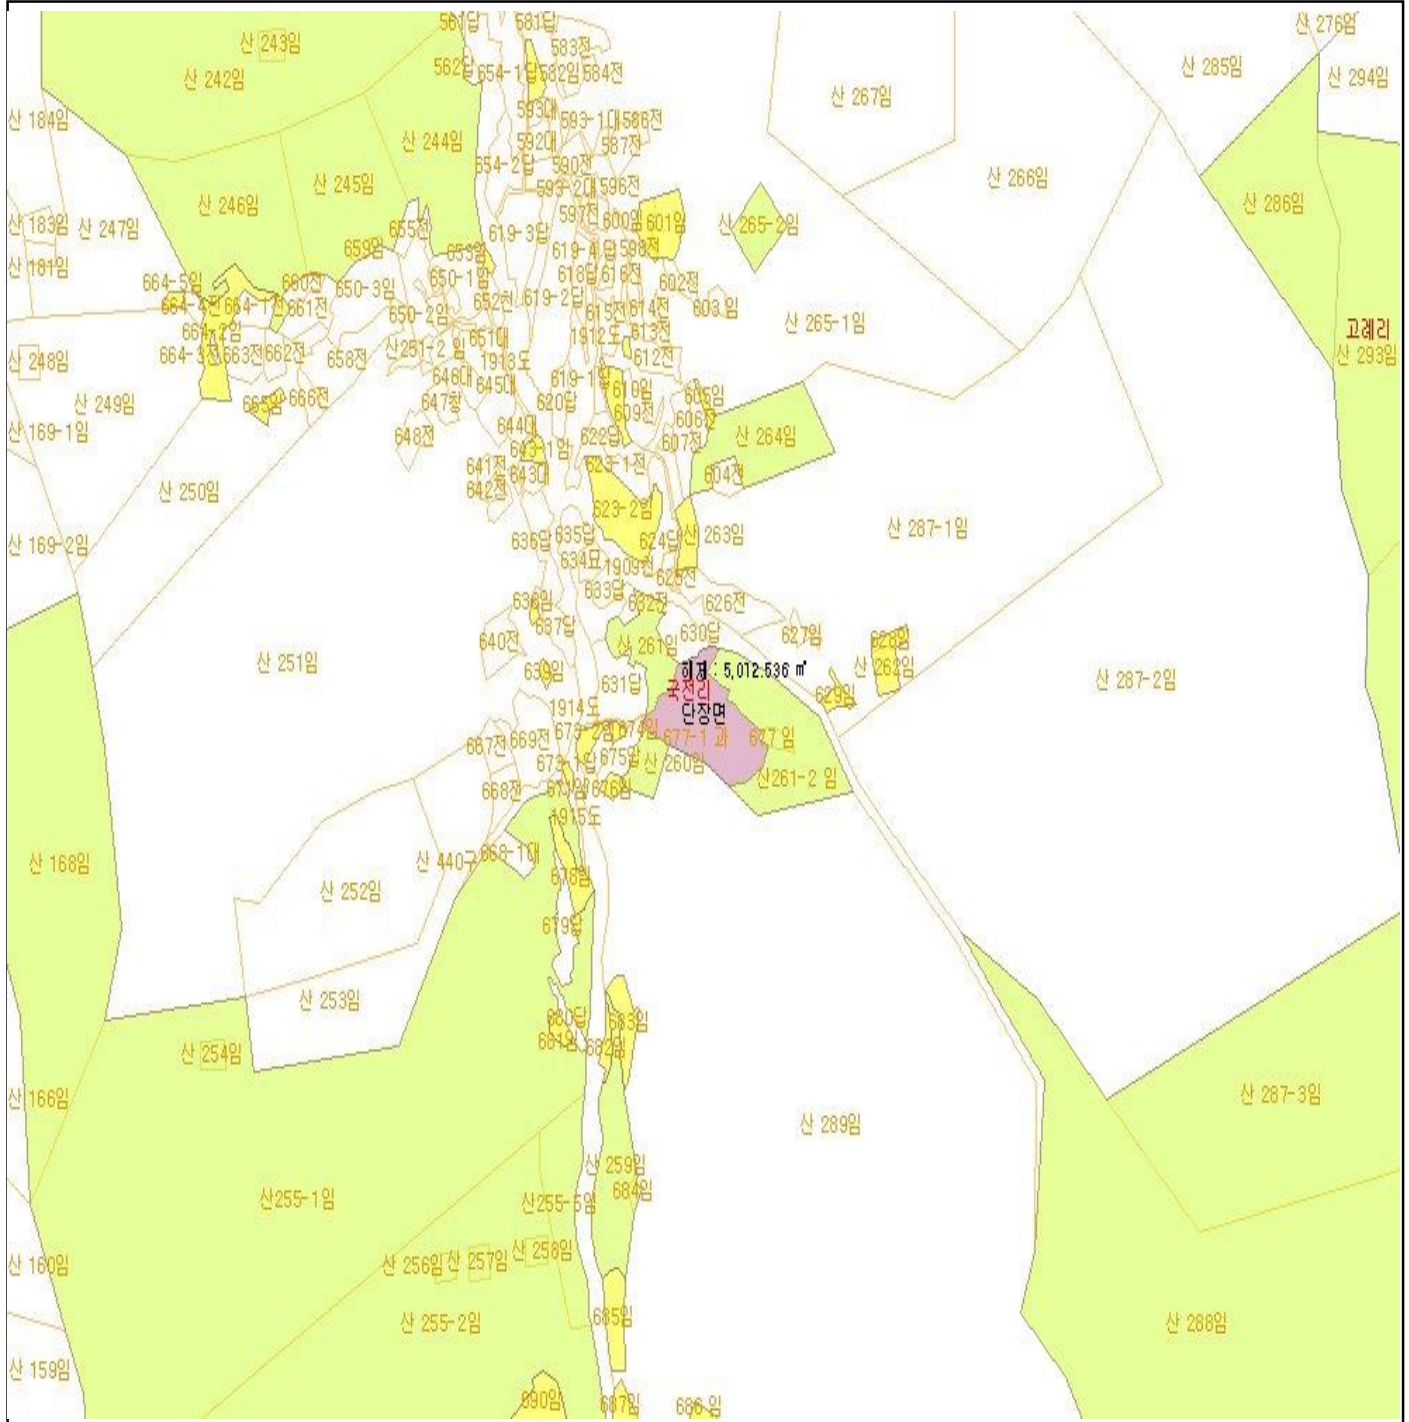 561답
581답
산 276임
산 243임
583전
562답
654-1답
582임
584전
산 285임
산 294임
산 242임
산 267임
593대
593-1대
586전
산 184임
592대
587전
산 244임
654-2답
590전
593-2대
596전
산 245임
산 266임
산 246임
산 286임
597전
600임
601임
산 265-2임
산 183임
산 247임
655전
619-3답
659임
653임
619-4답
598전
산 181임
664-5임
660전
650-3임
650-1임
618답
616전
602전
664-4전
664-1전
661전
652전
619-2답
615전
614전
603 임
650-2임
산 265-1임
고례리
664-2임
651대
1912도
613전
산251-2 임
산 248임
664-3전
663전
662전
658전
1913도
612전
산 293임
646대
645대
619-1답
610임
605임
산 249임
665임
666전
647창
620답
609전
606전
644대
산 169-1임
648전
622답
607전
산 264임
643-1임
641전
643대
623-1전
604전
642전
산 250임
623-2임
산 263임
산 287-1임
산 169-2임
636답
635답
624답
634묘
1909전
625전
633답
638임
632전
626전
637답
630답
627임
628임
640전
산 261임
산 251임
639임
해제 : 5,012.536 ㎡
산 262임
631답
국전리
629임
산 287-2임
1914도
단장면
673-2임
674임
677-1 과
677임
667전
669전
673-1답
675답
산 260임
668전
671임
676임
산261-2 임
1915도
산 168임
산 440구
668-1대
산 252임
678임
679답
산 253임
680답
683임
681임
682임
산 254임
산 166임
산 287-3임
산 289임
산 259임
산255-1임
산255-5임
684임
산 160임
산 256임
산 257임
산 258임
산 255-2임
685임
산 288임
산 159임
690임
687임
686 임